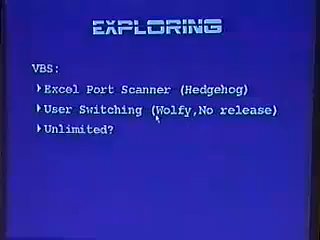 EXPLORING
VBS:
Excel Port Scanner (Hedgehog)
User Switching (Wolfy,No release)
Unlimited?